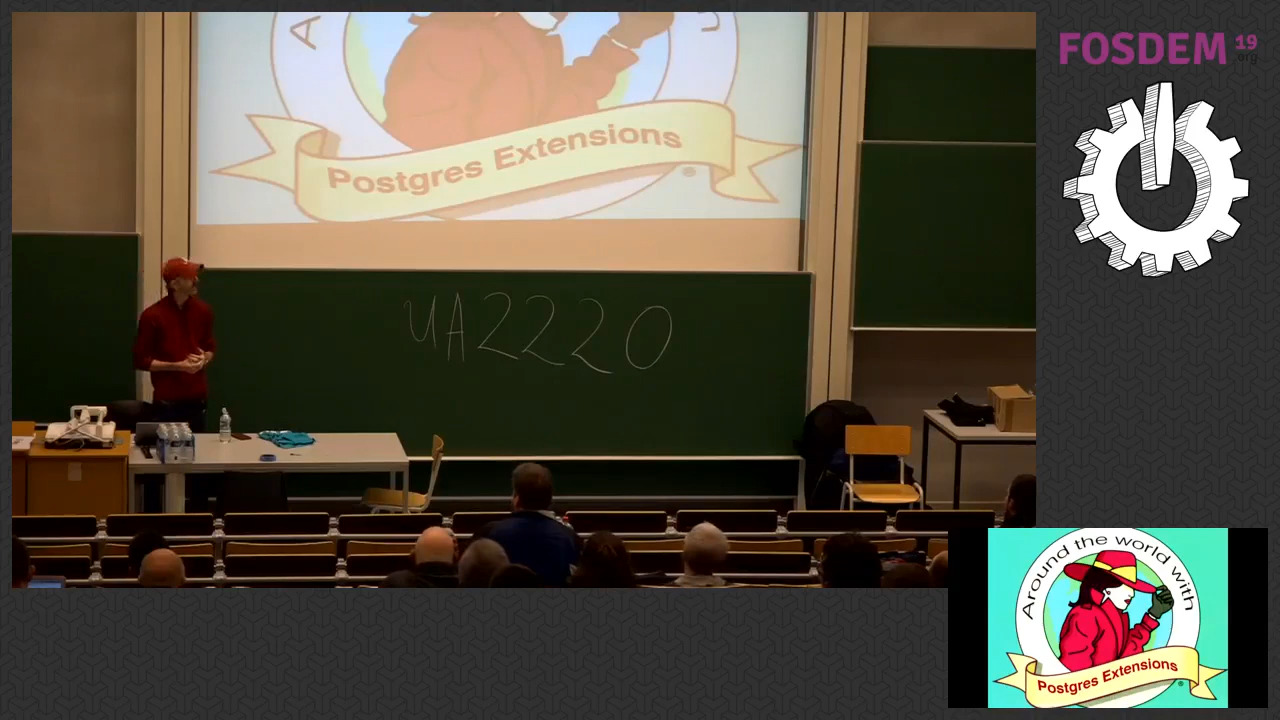 A
Postgres Extensions
®
UA2220
FOSDEM 19
.org
Around the world with
Postgres Extensions